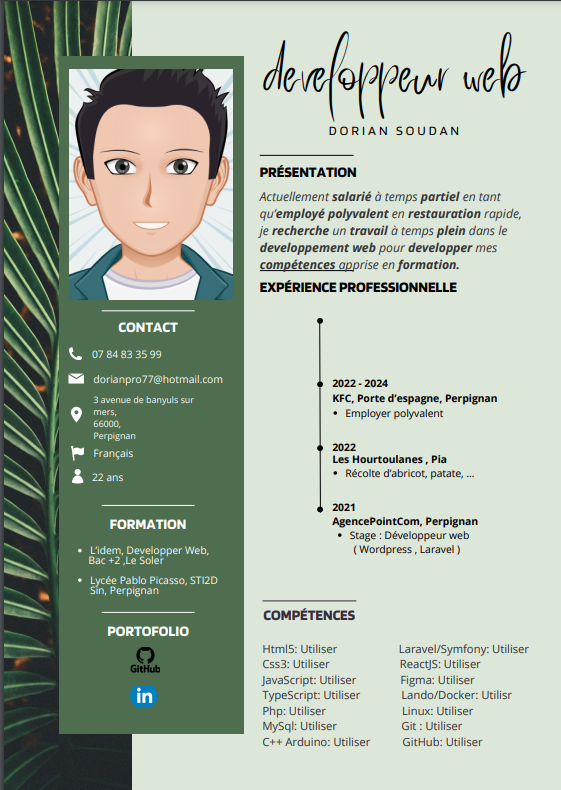 developpeur web
DORIAN SOUDAN
PRÉSENTATION
Actuellement salarié à temps partiel en tant
qu'employé polyvalent en restauration rapide,
je recherche un travail à temps plein dans le
developpement web pour developper mes
compétences apprise en formation.
EXPÉRIENCE PROFESSIONNELLE
2022 - 2024
KFC, Porte d'espagne, Perpignan
• Employer polyvalent
2022
Les Hourtoulanes , Pia
• Récolte d'abricot, patate, ...
2021
AgencePointCom, Perpignan
• Stage : Développeur web
( Wordpress , Laravel )
COMPÉTENCES
Html5: Utiliser
Css3: Utiliser
JavaScript: Utiliser
TypeScript: Utiliser
Php: Utiliser
MySql: Utiliser
C++ Arduino: Utiliser
Laravel/Symfony: Utiliser
ReactJS: Utiliser
Figma: Utiliser
Lando/Docker: Utilisr
Linux: Utiliser
Git : Utiliser
GitHub: Utiliser
CONTACT
07 84 83 35 99
dorianpro77@hotmail.com
3 avenue de banyuls sur
mers,
66000,
Perpignan
Français
22 ans
FORMATION
• L'idem, Developper Web,
Bac +2 ,Le Soler
• Lycée Pablo Picasso, STI2D
Sin, Perpignan
PORTOFOLIO
GitHub
in